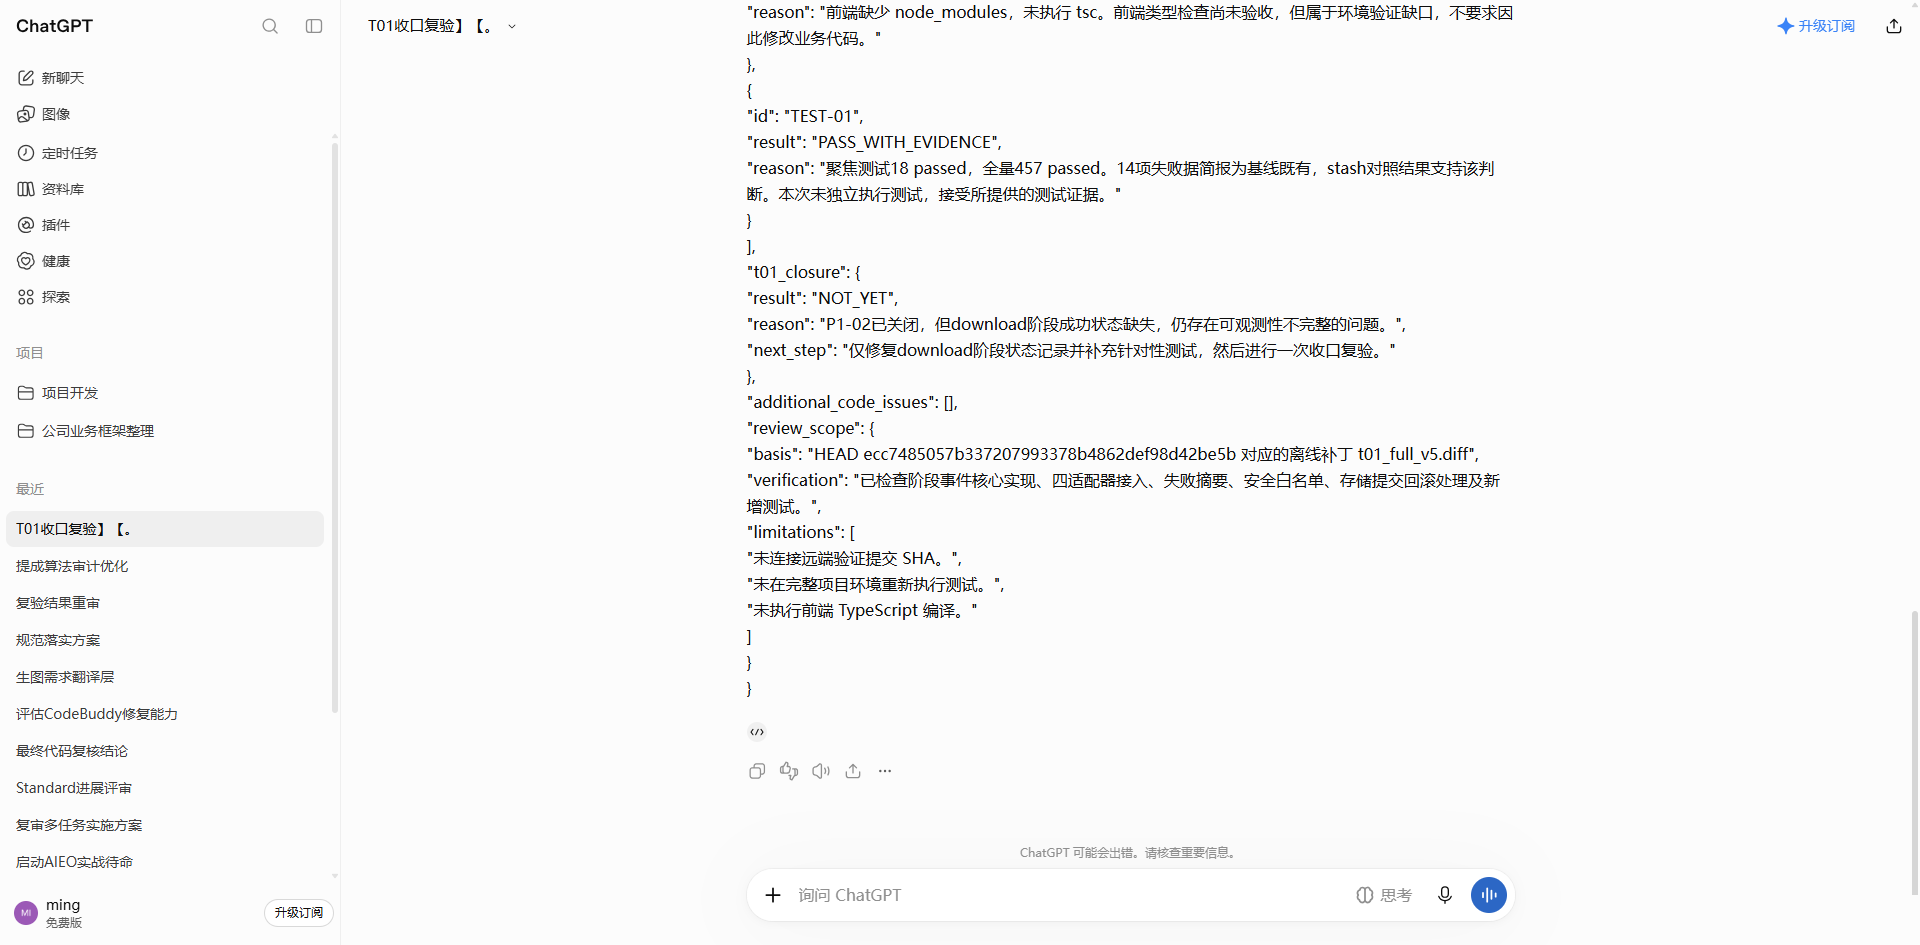 ChatGPT
新聊天
图像
定时任务
资料库
插件
健康
探索
项目
项目开发
公司业务框架整理
最近
T01收口复验】【。
提成算法审计优化
复验结果重审
规范落实方案
生图需求翻译层
评估CodeBuddy修复能力
最终代码复核结论
Standard进展评审
复审多任务实施方案
启动AIEO实战待命
MI
ming
免费版
升级订阅
T01收口复验】【。
升级订阅
"reason": "前端缺少 node_modules，未执行 tsc。前端类型检查尚未验收，但属于环境验证缺口，不要求因
此修改业务代码。"
},
{
"id": "TEST-01",
"result": "PASS_WITH_EVIDENCE",
"reason": "聚焦测试18 passed，全量457 passed。14项失败据简报为基线既有，stash对照结果支持该判
断。本次未独立执行测试，接受所提供的测试证据。"
}
],
"t01_closure": {
"result": "NOT_YET",
"reason": "P1-02已关闭，但download阶段成功状态缺失，仍存在可观测性不完整的问题。",
"next_step": "仅修复download阶段状态记录并补充针对性测试，然后进行一次收口复验。"
},
"additional_code_issues": [],
"review_scope": {
"basis": "HEAD ecc7485057b337207993378b4862def98d42be5b 对应的离线补丁 t01_full_v5.diff",
"verification": "已检查阶段事件核心实现、四适配器接入、失败摘要、安全白名单、存储提交回滚处理及新
增测试。",
"limitations": [
"未连接远端验证提交 SHA。",
"未在完整项目环境重新执行测试。",
"未执行前端 TypeScript 编译。"
]
}
}
ChatGPT 可能会出错。请核查重要信息。
询问 ChatGPT
思考